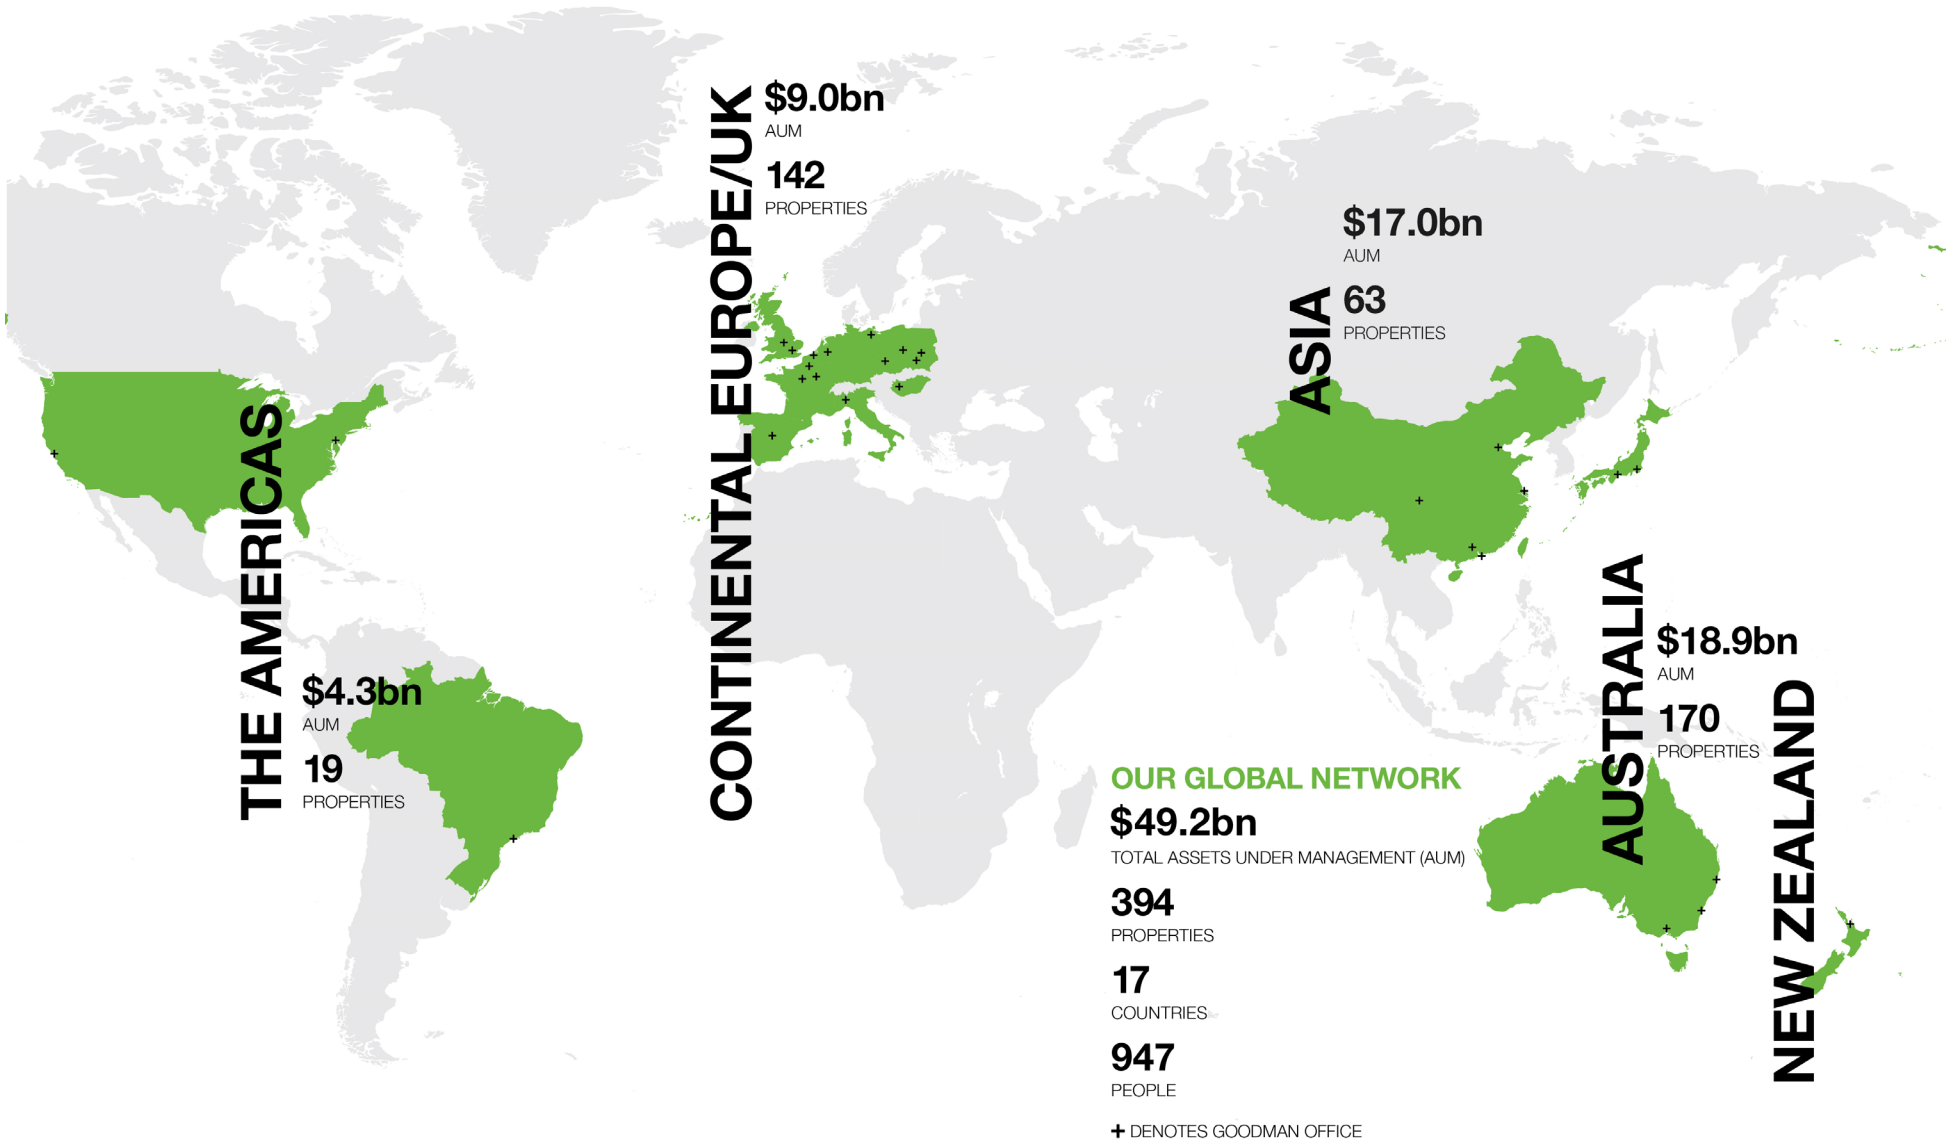 THE AMERICAS
$4.3bn
AUM
19
PROPERTIES
CONTINENTAL EUROPE/UK
$9.0bn
AUM
142
PROPERTIES
ASIA
$17.0bn
AUM
63
PROPERTIES
AUSTRALIA
NEW ZEALAND
$18.9bn
AUM
170
PROPERTIES
OUR GLOBAL NETWORK
$49.2bn
TOTAL ASSETS UNDER MANAGEMENT (AUM)
394
PROPERTIES
17
COUNTRIES
947
PEOPLE
+ DENOTES GOODMAN OFFICE